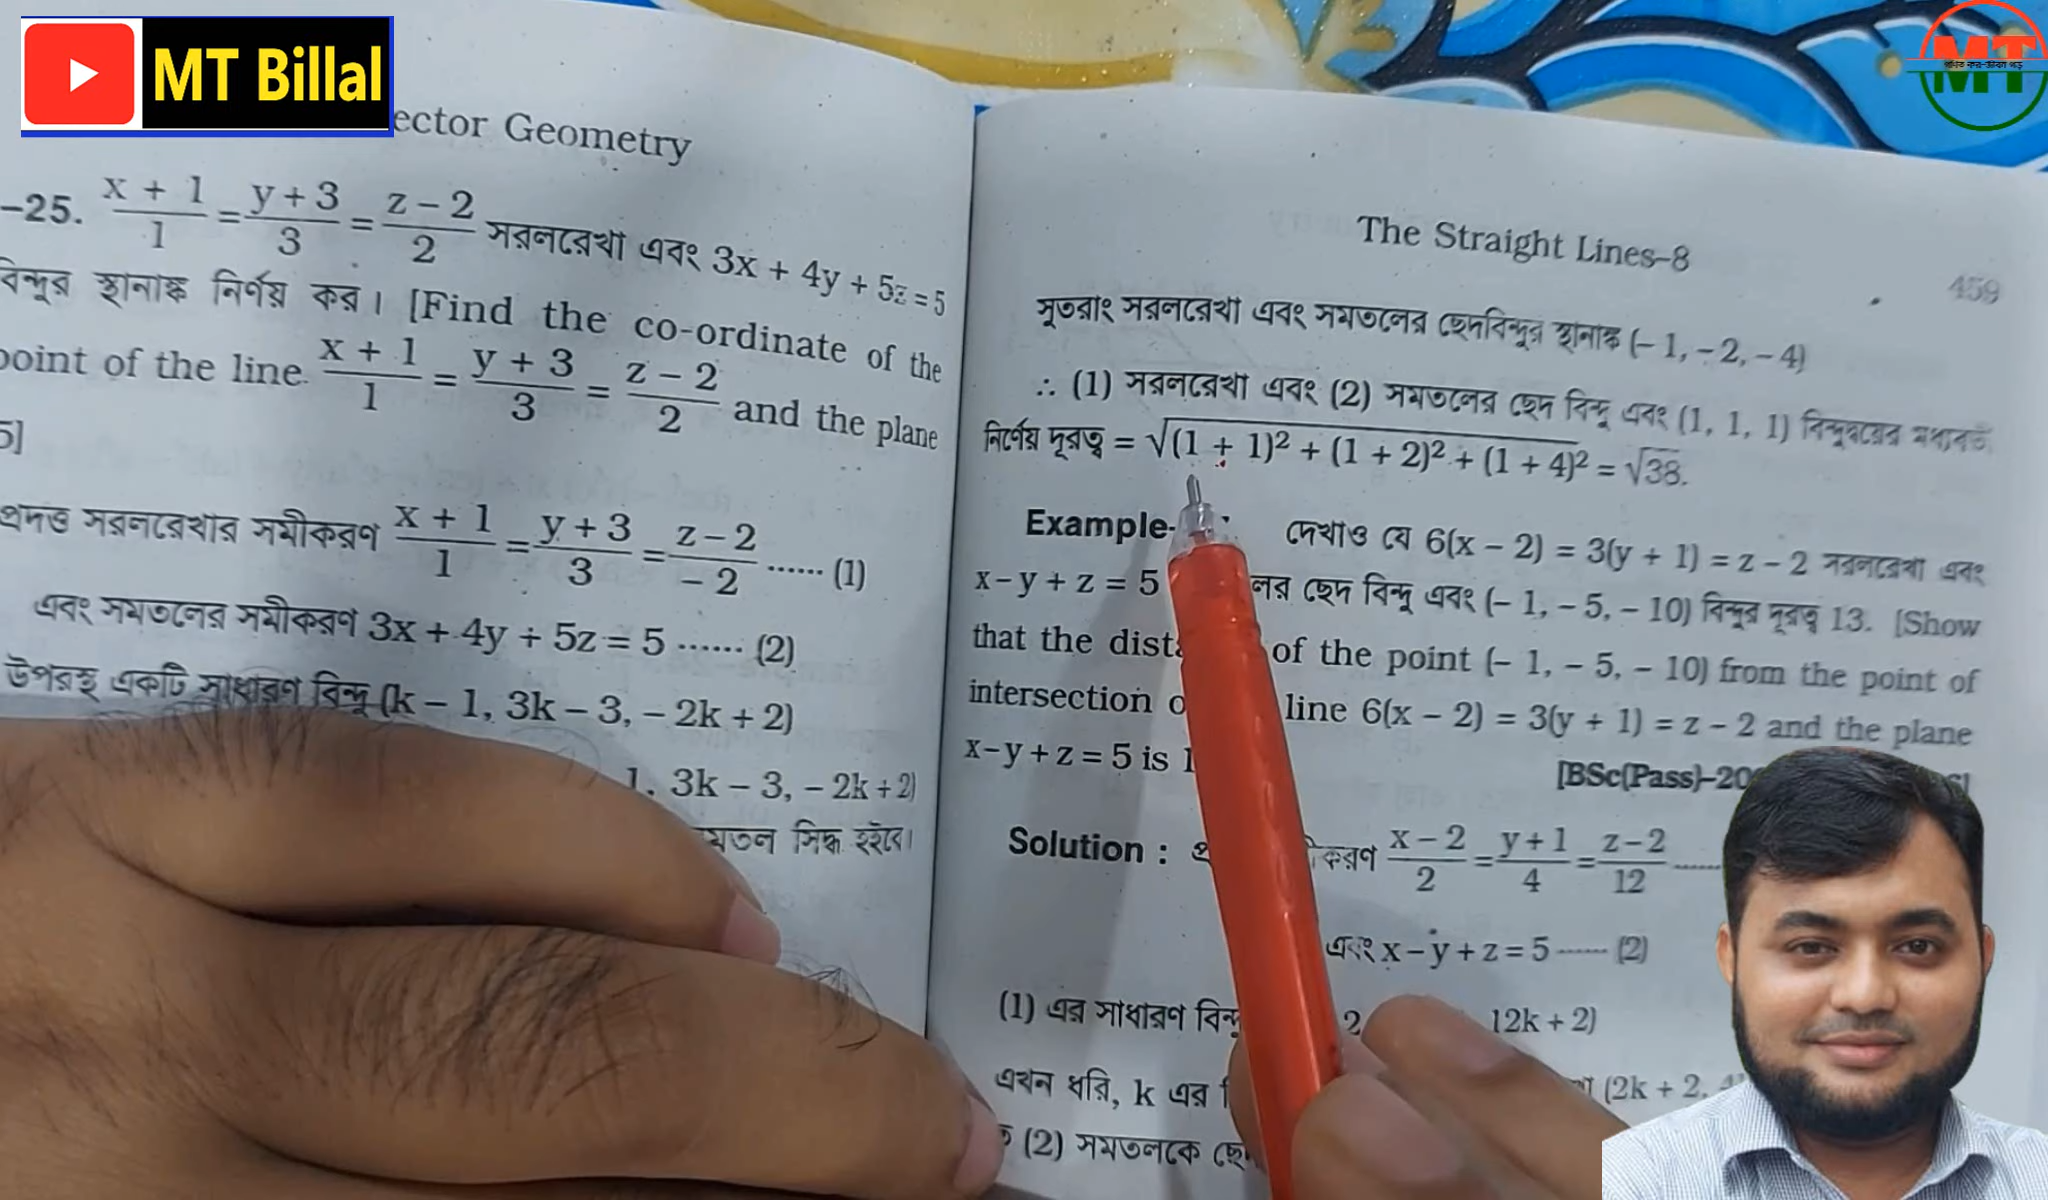 MT Billal
MT
ector Geometry
-25. x + 1/1 = y + 3/3 = z – 2/2 সরলরেখা এবং 3x + 4y + 5z = 5
বিন্দুর স্থানাঙ্ক নির্ণয় কর। [Find the co-ordinate of the
point of the line x + 1/1 = y + 3/3 = z – 2/2 and the plane
5]
প্রদত্ত সরলরেখার সমীকরণ x + 1/1 = y + 3/3 = z – 2/– 2 ...... (1)
এবং সমতলের সমীকরণ 3x + 4y + 5z = 5 ...... (2)
উপরস্থ একটি সাধারণ বিন্দু (k – 1, 3k – 3, – 2k + 2)
1, 3k – 3, – 2k + 2)
সিদ্ধ হইবে।
The Straight Lines–8
459
সুতরাং সরলরেখা এবং সমতলের ছেদবিন্দুর স্থানাঙ্ক (– 1, – 2, – 4)
∴ (1) সরলরেখা এবং (2) সমতলের ছেদ বিন্দু এবং (1, 1, 1) বিন্দুদ্বয়ের মধ্যবর্তী
নির্ণেয় দূরত্ব = √(1 + 1)² + (1 + 2)² + (1 + 4)² = √38.
Example- দেখাও যে 6(x – 2) = 3(y + 1) = z – 2 সরলরেখা এবং
x – y + z = 5 লের ছেদ বিন্দু এবং (– 1, – 5, – 10) বিন্দুর দূরত্ব 13. [Show
that the dist of the point (– 1, – 5, – 10) from the point of
intersection o line 6(x – 2) = 3(y + 1) = z – 2 and the plane
x – y + z = 5 is 1
[BSc(Pass)–20
Solution : x – 2/2 = y + 1/4 = z – 2/12 ......
এবং x – y + z = 5 ...... (2)
(1) এর সাধারণ বিন্দু 2 12k + 2)
এখন ধরি, k এর (2k + 2, 4
(2) সমতলকে